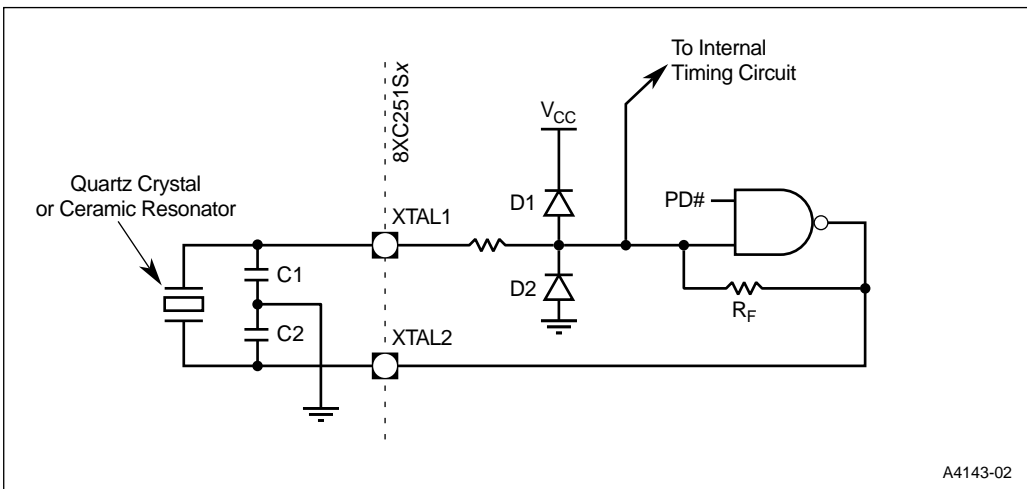 To Internal
Timing Circuit
8XC251Sx
VCC
Quartz Crystal
or Ceramic Resonator
D1
PD#
XTAL1
C1
D2
RF
C2
XTAL2
A4143-02